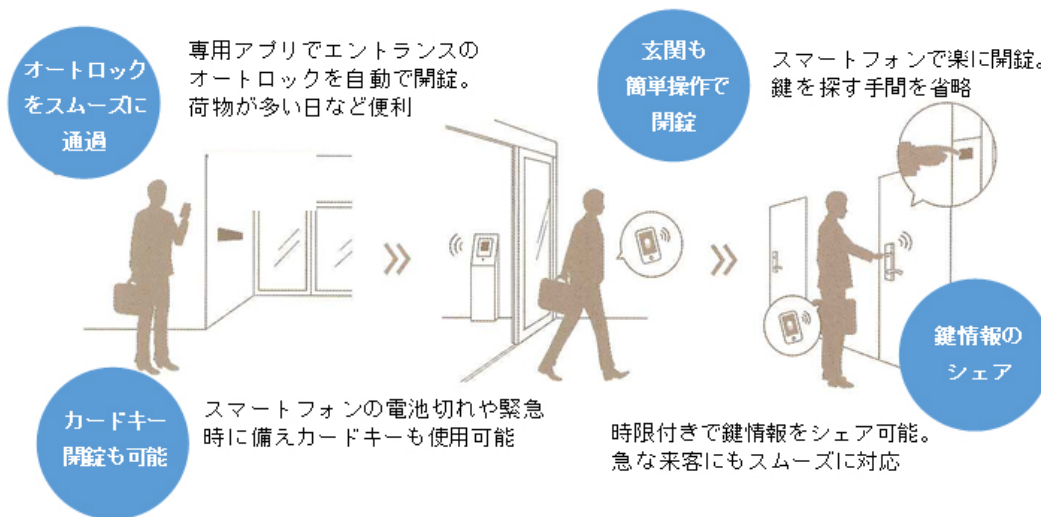 オートロック
をスムーズに
通過
専用アプリでエントランスの
オートロックを自動で開錠。
荷物が多い日など便利
玄関も
簡単操作で
開錠
スマートフォンで楽に開錠。
鍵を探す手間を省略
カードキー
開錠も可能
スマートフォンの電池切れや緊急
時に備えカードキーも使用可能
鍵情報の
シェア
時限付きで鍵情報をシェア可能。
急な来客にもスムーズに対応